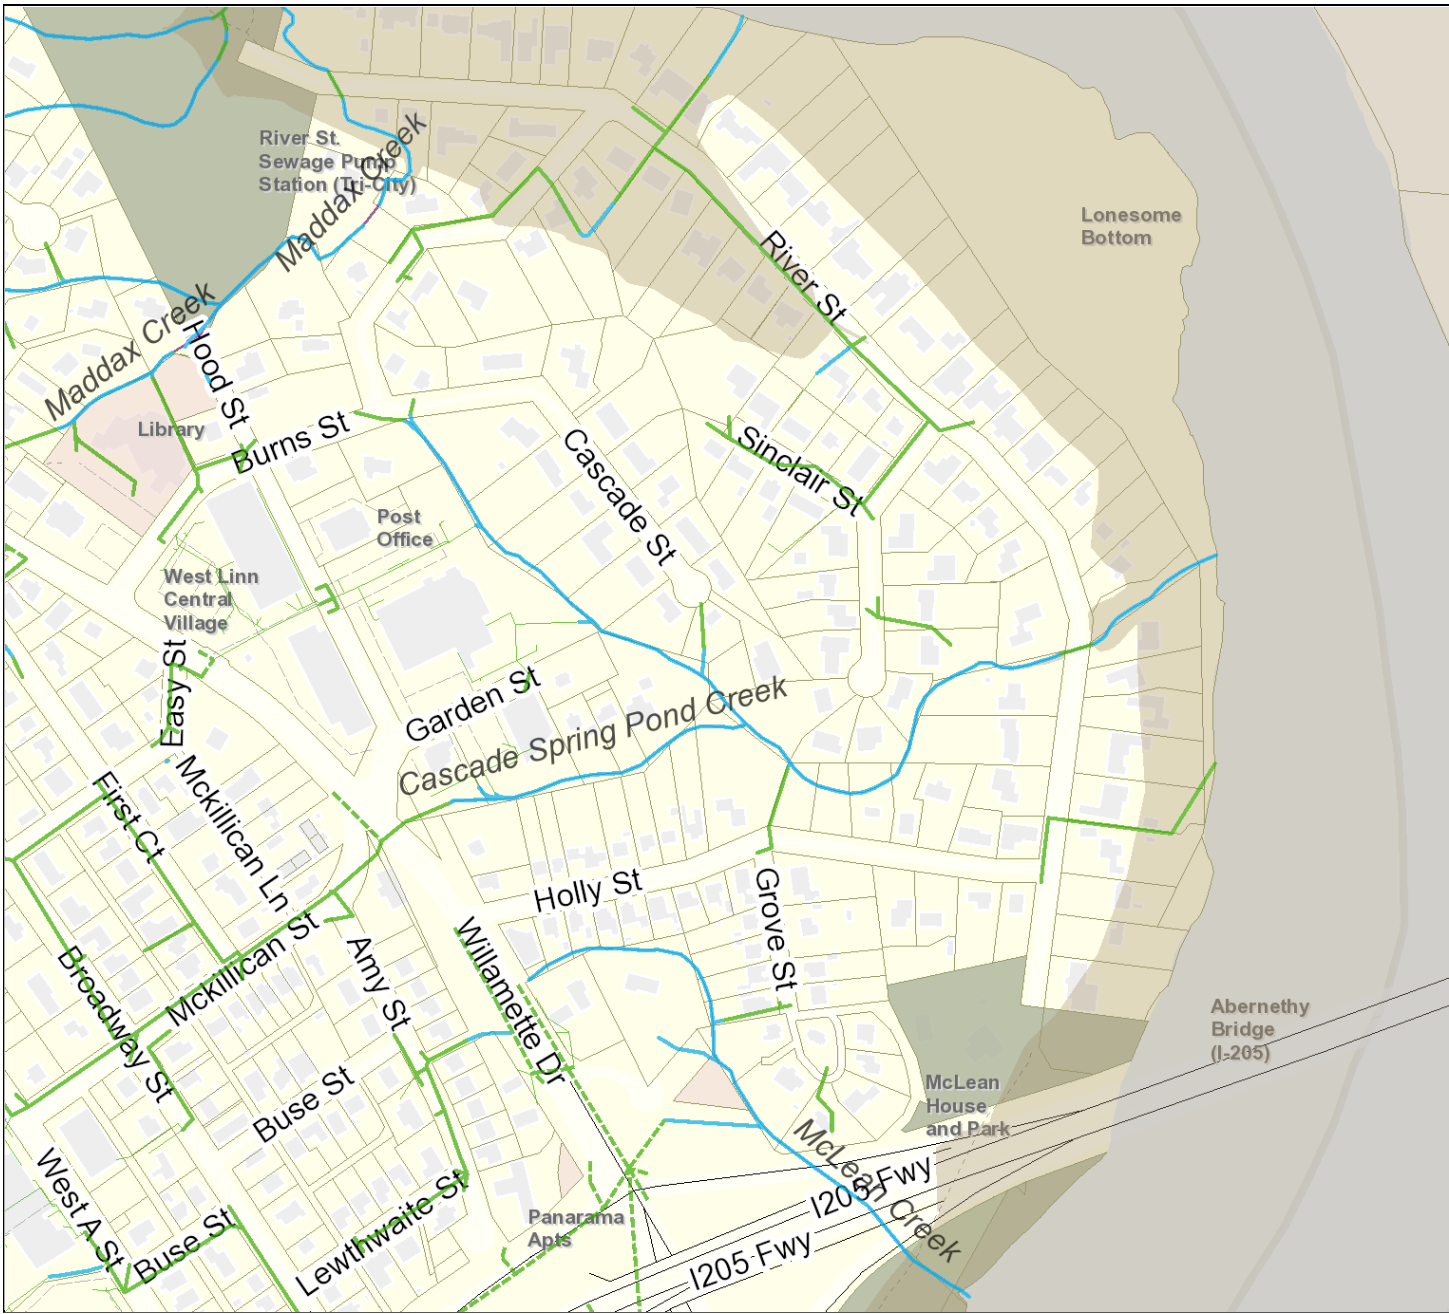 River St.
Sewage Pump
Station (Tri-City)
Maddax Creek
Lonesome
Bottom
River St
Maddax Creek
Hood St
Library
Burns St
Cascade St
Sinclair St
Post
Office
West Linn
Central
Village
Easy St
Garden St
Cascade Spring Pond Creek
First Ct
Mckillican Ln
Holly St
Grove St
Mckillican St
Amy St
Willamette Dr
Broadway St
Buse St
Abernethy
Bridge
(I-205)
McLean
House
and Park
McLean Creek
I205 Fwy
West A St
Buse St
Lewthwaite St
Panarama
Apts
I205 Fwy